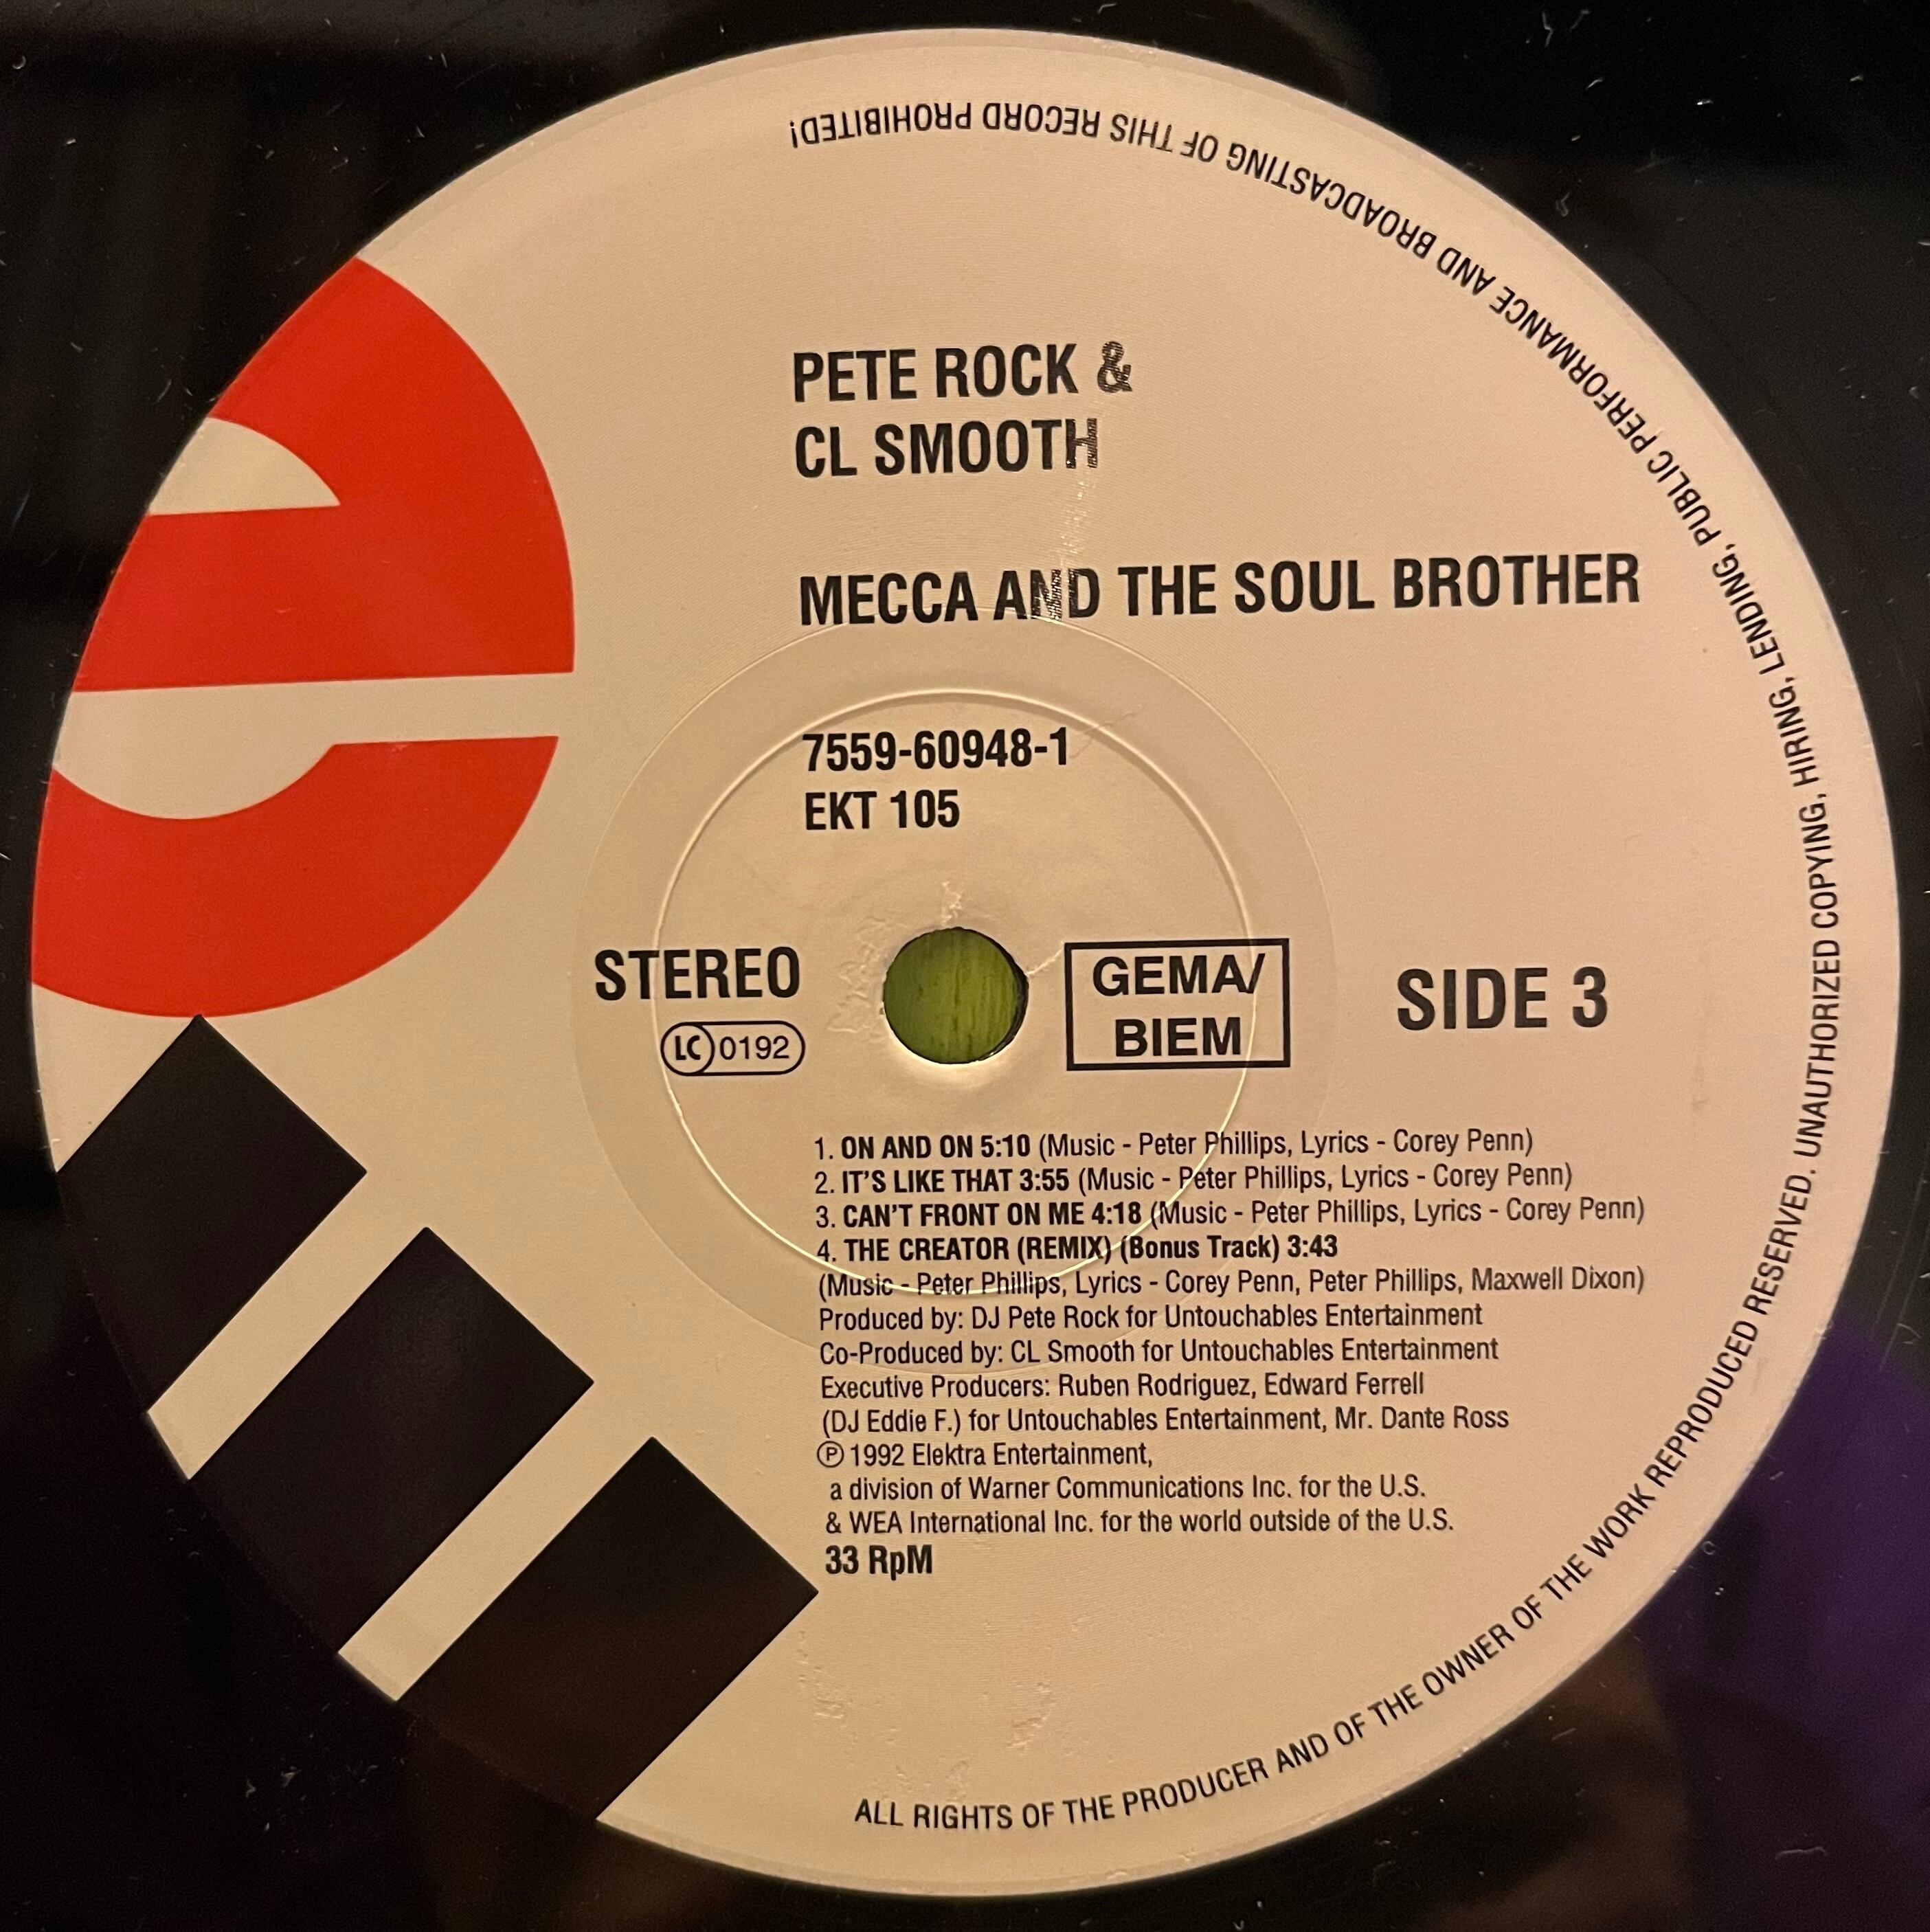 PETE ROCK &
CL SMOOTH
MECCA AND THE SOUL BROTHER
7559-60948-1
EKT 105
STEREO
LC 0192
GEMA/
BIEM
SIDE 3
1. ON AND ON 5:10 (Music - Peter Phillips, Lyrics - Corey Penn)
2. IT'S LIKE THAT 3:55 (Music - Peter Phillips, Lyrics - Corey Penn)
3. CAN'T FRONT ON ME 4:18 (Music - Peter Phillips, Lyrics - Corey Penn)
4. THE CREATOR (REMIX) (Bonus Track) 3:43
(Music - Peter Phillips, Lyrics - Corey Penn, Peter Phillips, Maxwell Dixon)
Produced by: DJ Pete Rock for Untouchables Entertainment
Co-Produced by: CL Smooth for Untouchables Entertainment
Executive Producers: Ruben Rodriguez, Edward Ferrell
(DJ Eddie F.) for Untouchables Entertainment, Mr. Dante Ross
℗ 1992 Elektra Entertainment,
a division of Warner Communications Inc. for the U.S.
& WEA International Inc. for the world outside of the U.S.
33 RpM
ALL RIGHTS OF THE PRODUCER AND OF THE OWNER OF THE WORK REPRODUCED RESERVED. UNAUTHORIZED COPYING, HIRING, LENDING, PUBLIC PERFORMANCE AND BROADCASTING OF THIS RECORD PROHIBITED!
e